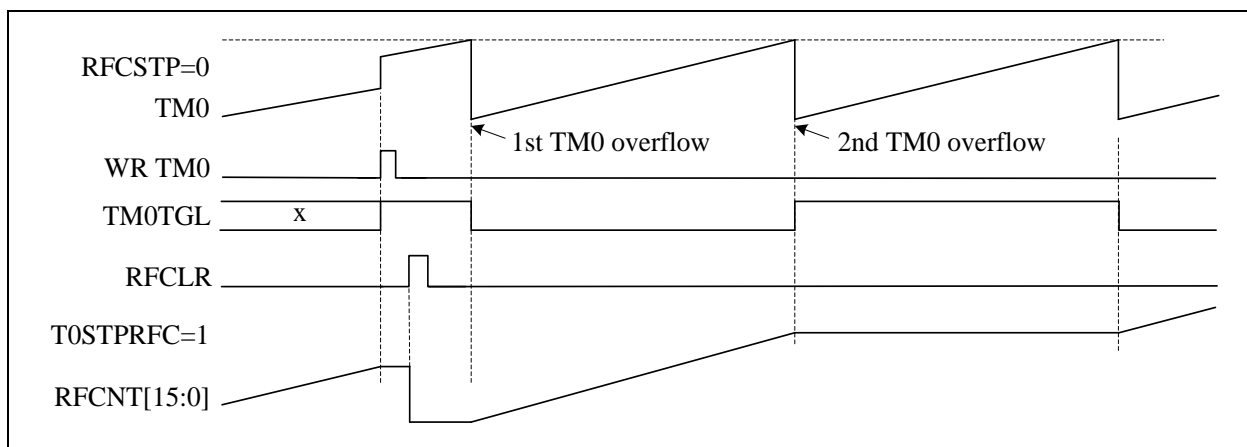 RFCSTP=0
TM0
1st TM0 overflow
2nd TM0 overflow
WR TM0
TM0TGL
x
RFCLR
T0STPRFC=1
RFCNT[15:0]